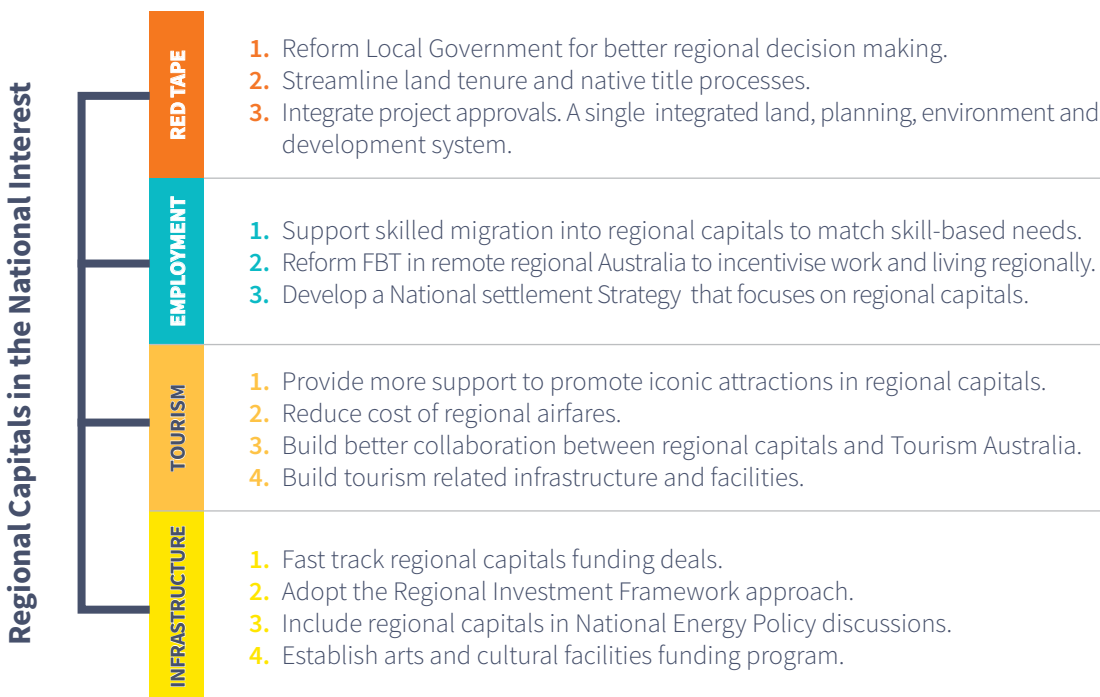 Regional Capitals in the National Interest
RED TAPE
1. Reform Local Government for better regional decision making.
2. Streamline land tenure and native title processes.
3. Integrate project approvals. A single integrated land, planning, environment and
development system.
EMPLOYMENT
1. Support skilled migration into regional capitals to match skill-based needs.
2. Reform FBT in remote regional Australia to incentivise work and living regionally.
3. Develop a National settlement Strategy that focuses on regional capitals.
TOURISM
1. Provide more support to promote iconic attractions in regional capitals.
2. Reduce cost of regional airfares.
3. Build better collaboration between regional capitals and Tourism Australia.
4. Build tourism related infrastructure and facilities.
INFRASTRUCTURE
1. Fast track regional capitals funding deals.
2. Adopt the Regional Investment Framework approach.
3. Include regional capitals in National Energy Policy discussions.
4. Establish arts and cultural facilities funding program.